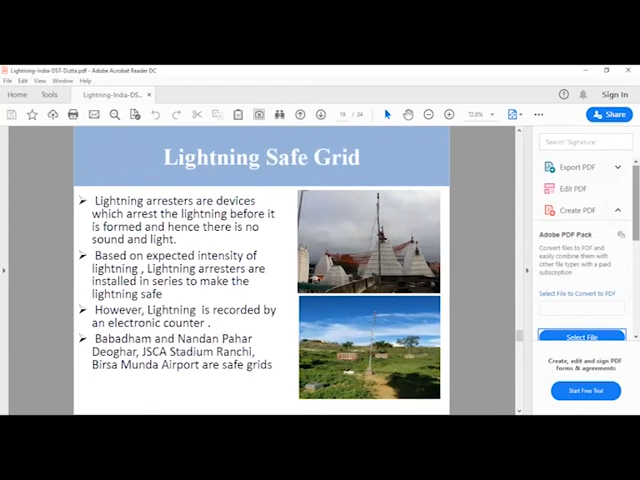 Lightning-India-DST-Dutta.pdf - Adobe Acrobat Reader DC
File Edit View Window Help
Home Tools Lightning-India-DS... × Sign In
19 / 24 72.8% Share
Lightning Safe Grid
➢ Lightning arresters are devices
which arrest the lightning before it
is formed and hence there is no
sound and light.
➢ Based on expected intensity of
lightning , Lightning arresters are
installed in series to make the
lightning safe
➢ However, Lightning is recorded by
an electronic counter .
➢ Babadham and Nandan Pahar
Deoghar, JSCA Stadium Ranchi,
Birsa Munda Airport are safe grids
Search 'Signature
Export PDF
Edit PDF
Create PDF
Adobe PDF Pack
Convert files to PDF and
easily combine them with
other file types with a paid
subscription
Select File to Convert to PDF
Select File
Create, edit and sign PDF
forms & agreements
Start Free Trial